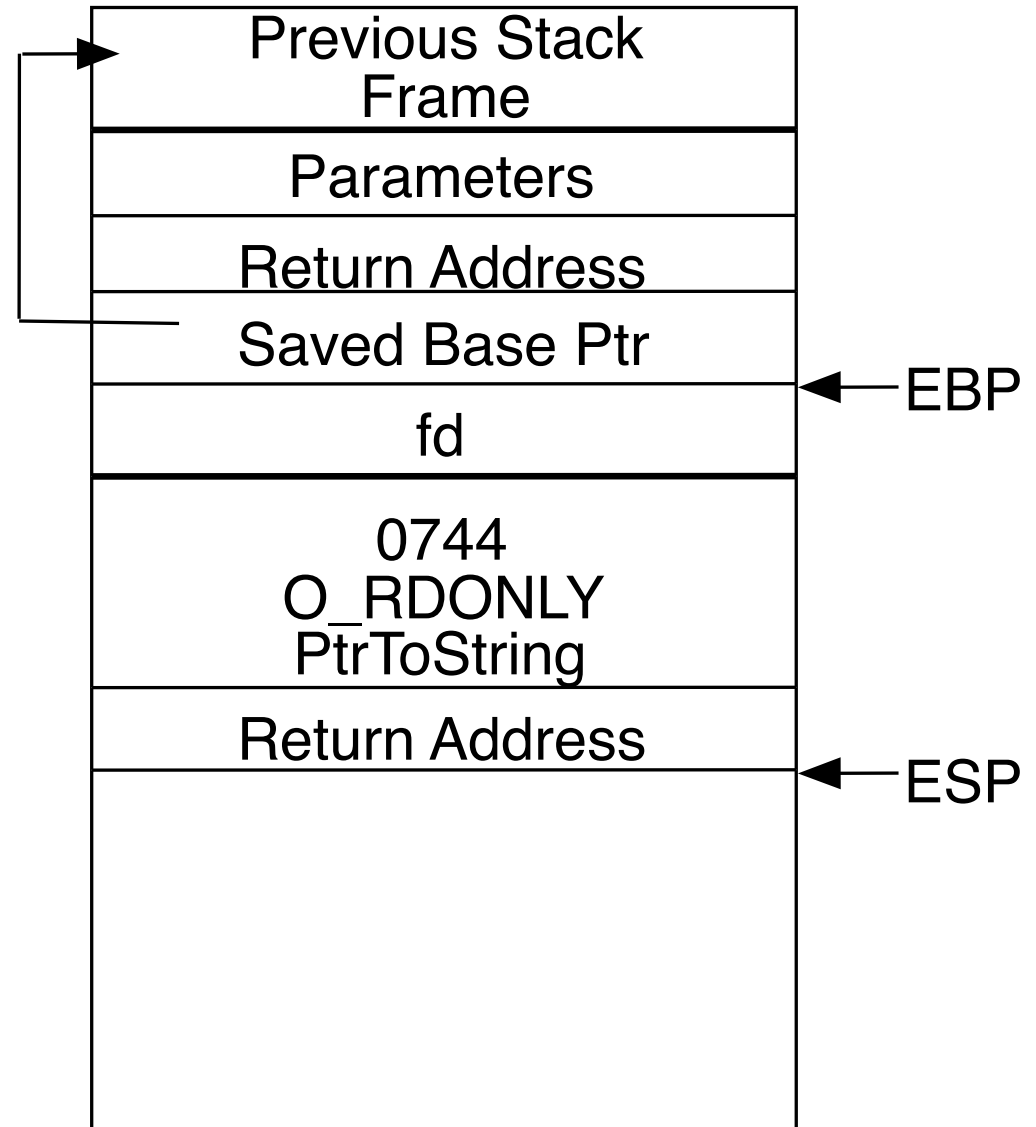 Previous Stack
Frame
Parameters
Return Address
Saved Base Ptr
EBP
fd
0744
O_RDONLY
PtrToString
Return Address
ESP